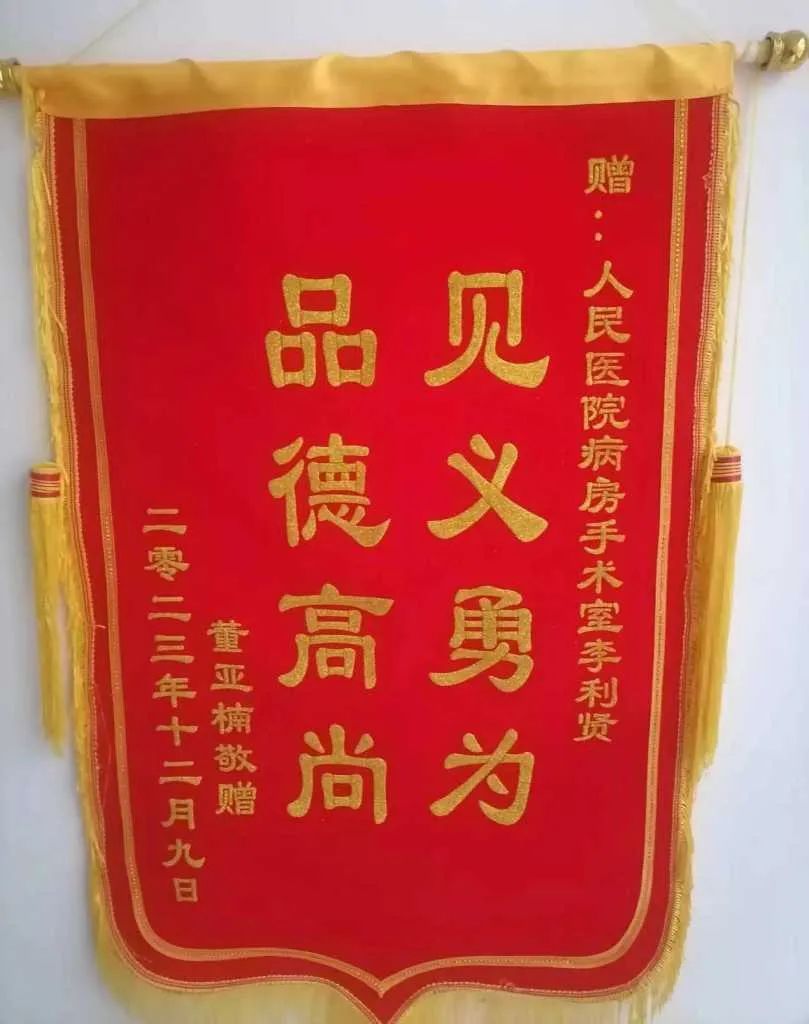 赠：人民医院病房手术室李利贤
见义勇为
品德高尚
董亚楠敬赠
二零二三年十二月九日